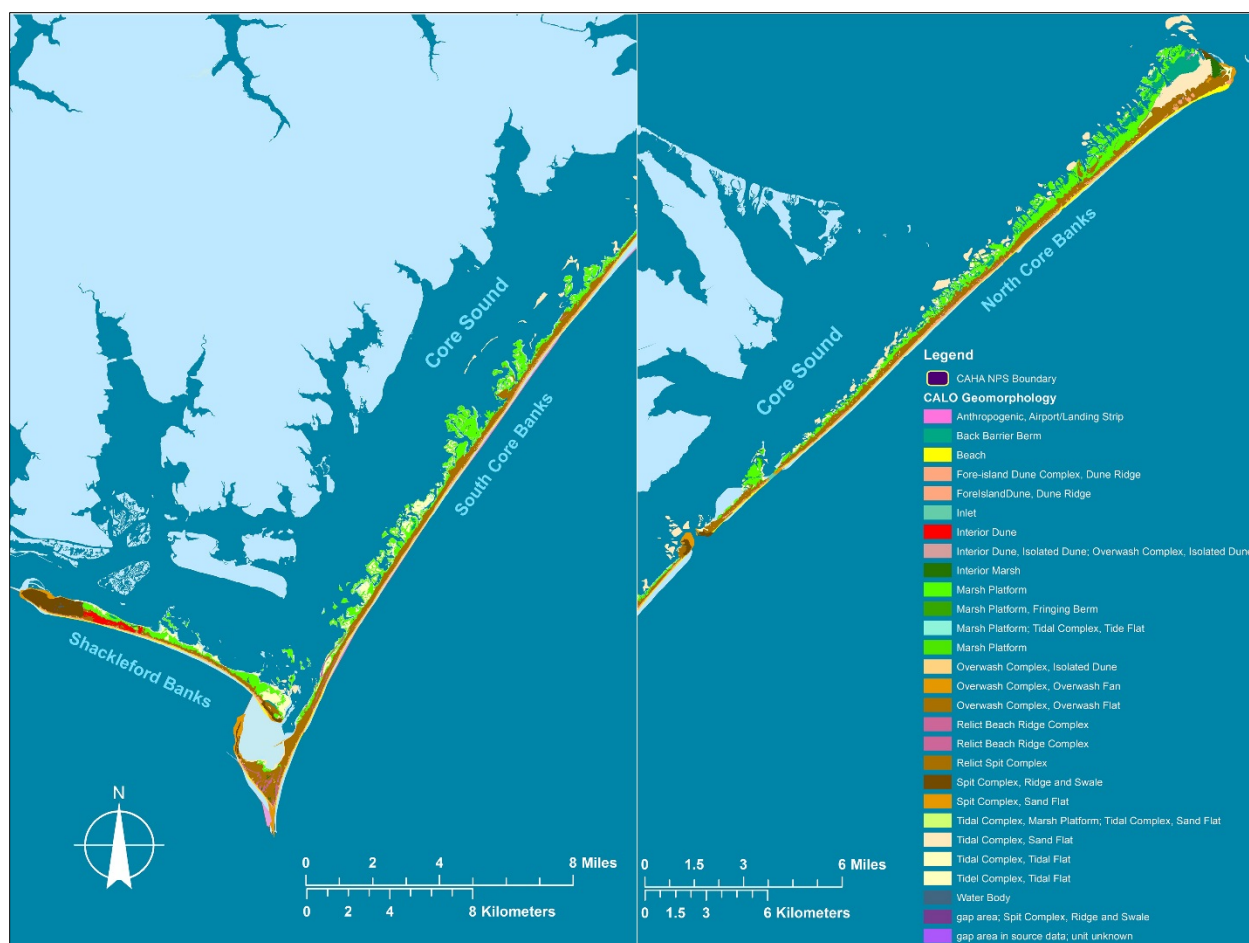 Core Sound
South Core Banks
Shackleford Banks
N
0 2 4 8 Miles
0 2 4 8 Kilometers
North Core Banks
Core Sound
Legend
CAHA NPS Boundary
CALO Geomorphology
Anthropogenic, Airport/Landing Strip
Back Barrier Berm
Beach
Fore-island Dune Complex, Dune Ridge
ForeIslandDune, Dune Ridge
Inlet
Interior Dune
Interior Dune, Isolated Dune; Overwash Complex, Isolated Dune
Interior Marsh
Marsh Platform
Marsh Platform, Fringing Berm
Marsh Platform; Tidal Complex, Tide Flat
Marsh Platform
Overwash Complex, Isolated Dune
Overwash Complex, Overwash Fan
Overwash Complex, Overwash Flat
Relict Beach Ridge Complex
Relict Beach Ridge Complex
Relict Spit Complex
Spit Complex, Ridge and Swale
Spit Complex, Sand Flat
Tidal Complex, Marsh Platform; Tidal Complex, Sand Flat
Tidal Complex, Sand Flat
Tidal Complex, Tidal Flat
Tidel Complex, Tidal Flat
Water Body
gap area; Spit Complex, Ridge and Swale
gap area in source data; unit unknown
0 1.5 3 6 Miles
0 1.5 3 6 Kilometers